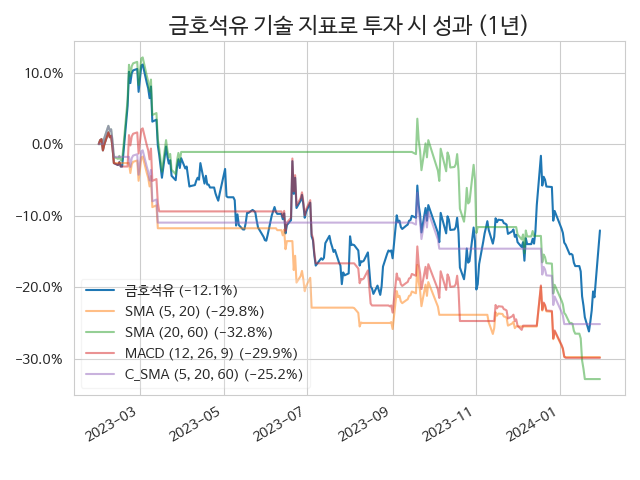 금호석유 기술 지표로 투자 시 성과 (1년)
10.0%
0.0%
−10.0%
−20.0%
−30.0%
금호석유 (−12.1%)
SMA (5, 20) (−29.8%)
SMA (20, 60) (−32.8%)
MACD (12, 26, 9) (−29.9%)
C_SMA (5, 20, 60) (−25.2%)
2023−03
2023−05
2023−07
2023−09
2023−11
2024−01